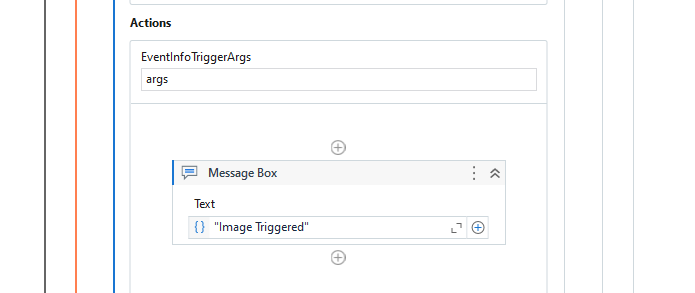 Actions
EventInfoTriggerArgs
args
Message Box
Text
{} "Image Triggered"